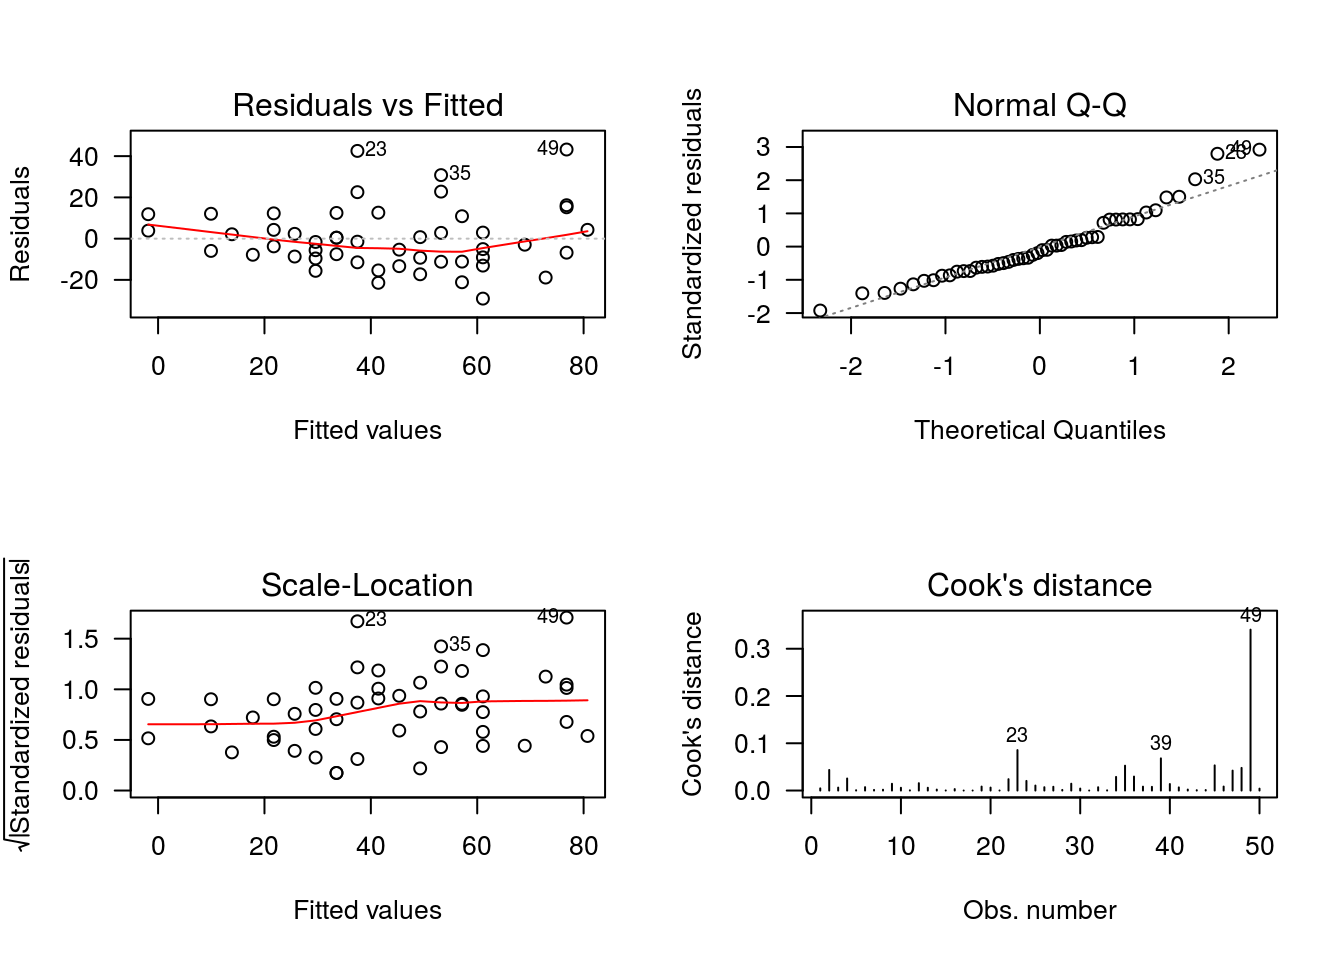 Residuals vs Fitted
Residuals
40
20
0
-20
23
35
49
0 20 40 60 80
Fitted values
Normal Q-Q
Standardized residuals
3
2
1
0
-1
-2
23
49
35
-2 -1 0 1 2
Theoretical Quantiles
Scale-Location
√|Standardized residuals|
1.5
1.0
0.5
0.0
23
35
49
0 20 40 60 80
Fitted values
Cook's distance
Cook's distance
0.3
0.2
0.1
0.0
23
39
49
0 10 20 30 40 50
Obs. number